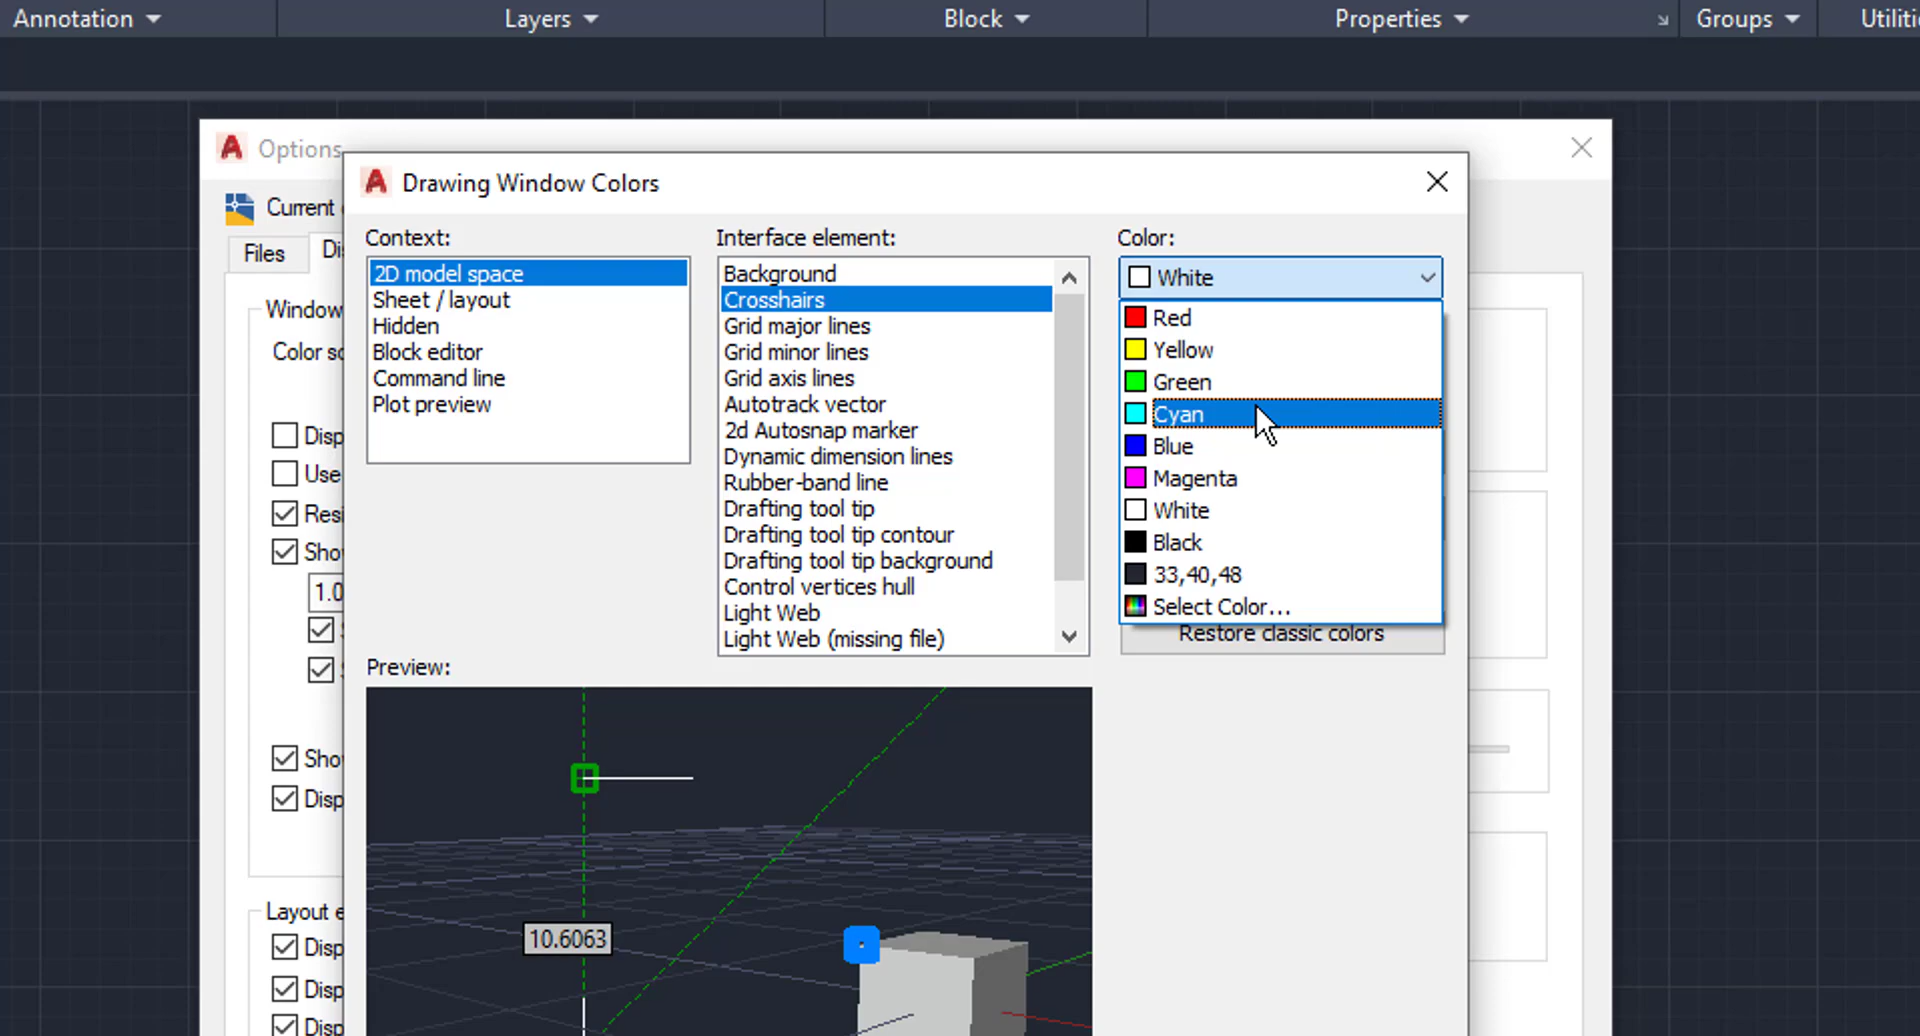 Annotation
Layers
Block
Properties
Groups
Options
Drawing Window Colors
Current
Files
Context:
2D model space
Sheet / layout
Hidden
Block editor
Command line
Plot preview
Interface element:
Background
Crosshairs
Grid major lines
Grid minor lines
Grid axis lines
Autotrack vector
2d Autosnap marker
Dynamic dimension lines
Rubber-band line
Drafting tool tip
Drafting tool tip contour
Drafting tool tip background
Control vertices hull
Light Web
Light Web (missing file)
Color:
White
Red
Yellow
Green
Cyan
Blue
Magenta
White
Black
33,40,48
Select Color...
Restore classic colors
Window
Color
Use
1.0
Layout
Preview:
10.6063